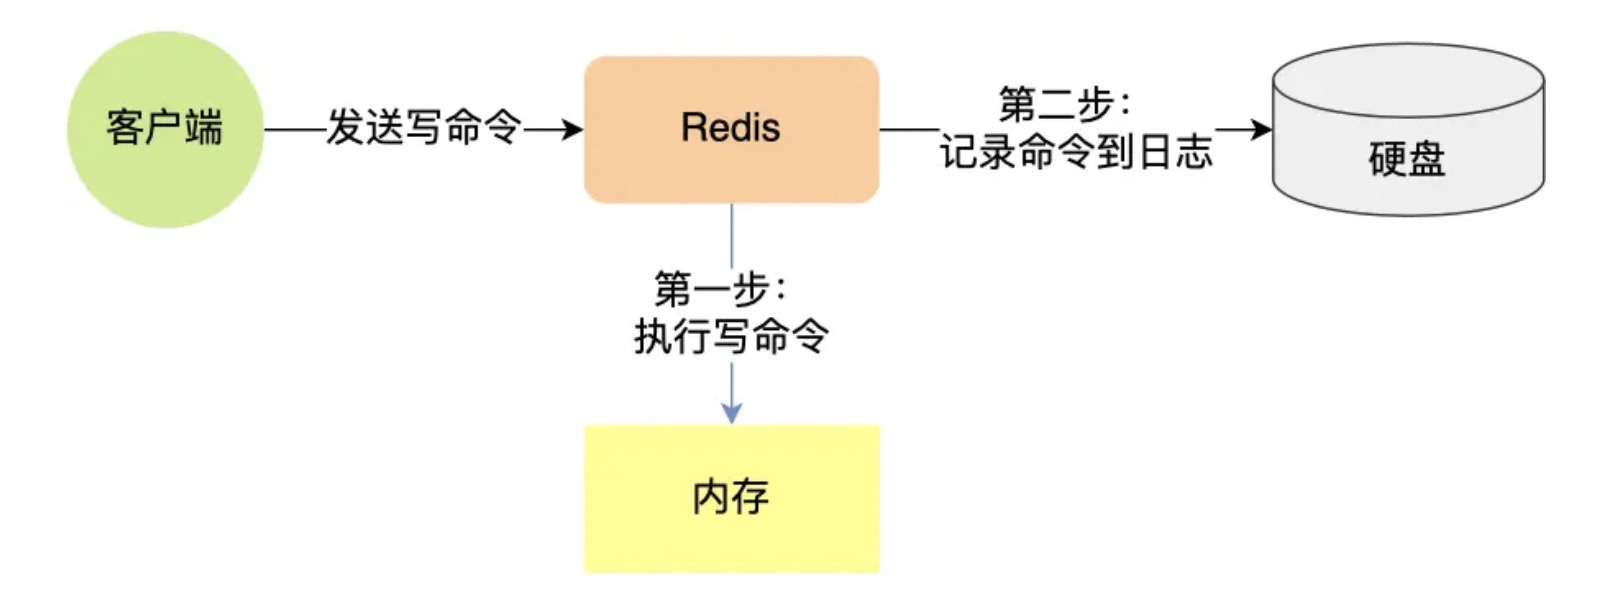 客户端
发送写命令
Redis
第二步：
记录命令到日志
硬盘
第一步：
执行写命令
内存